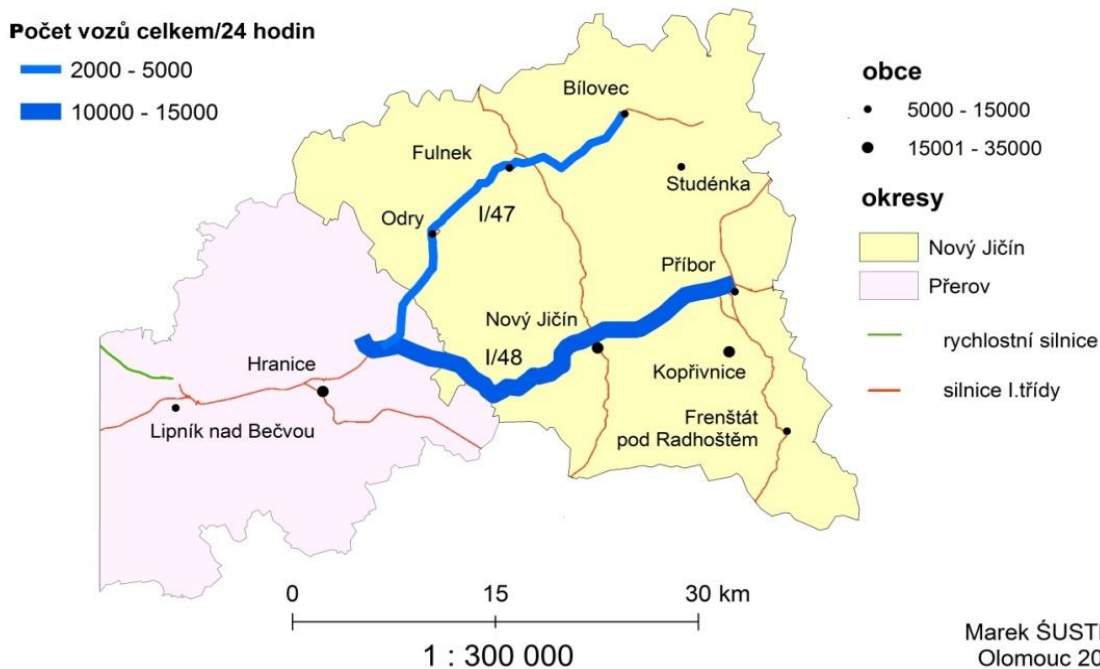 Počet vozů celkem/24 hodin
2000 - 5000
10000 - 15000
obce
5000 - 15000
15001 - 35000
okresy
Nový Jičín
Přerov
rychlostní silnice
silnice I.třídy
Bílovec
Fulnek
Studénka
Odry
I/47
Příbor
Nový Jičín
I/48
Hranice
Kopřivnice
Lipník nad Bečvou
Frenštát
pod Radhoštěm
0 15 30 km
1 : 300 000
Marek
Olomouc